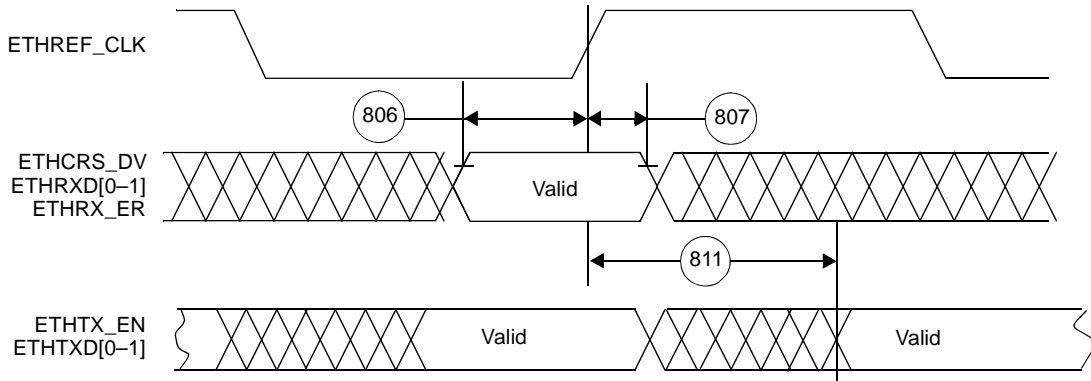 ETHREF_CLK
806
807
ETHCRS_DV
ETHRXD[0–1]
ETHRX_ER
Valid
811
ETHTX_EN
ETHTXD[0–1]
Valid
Valid